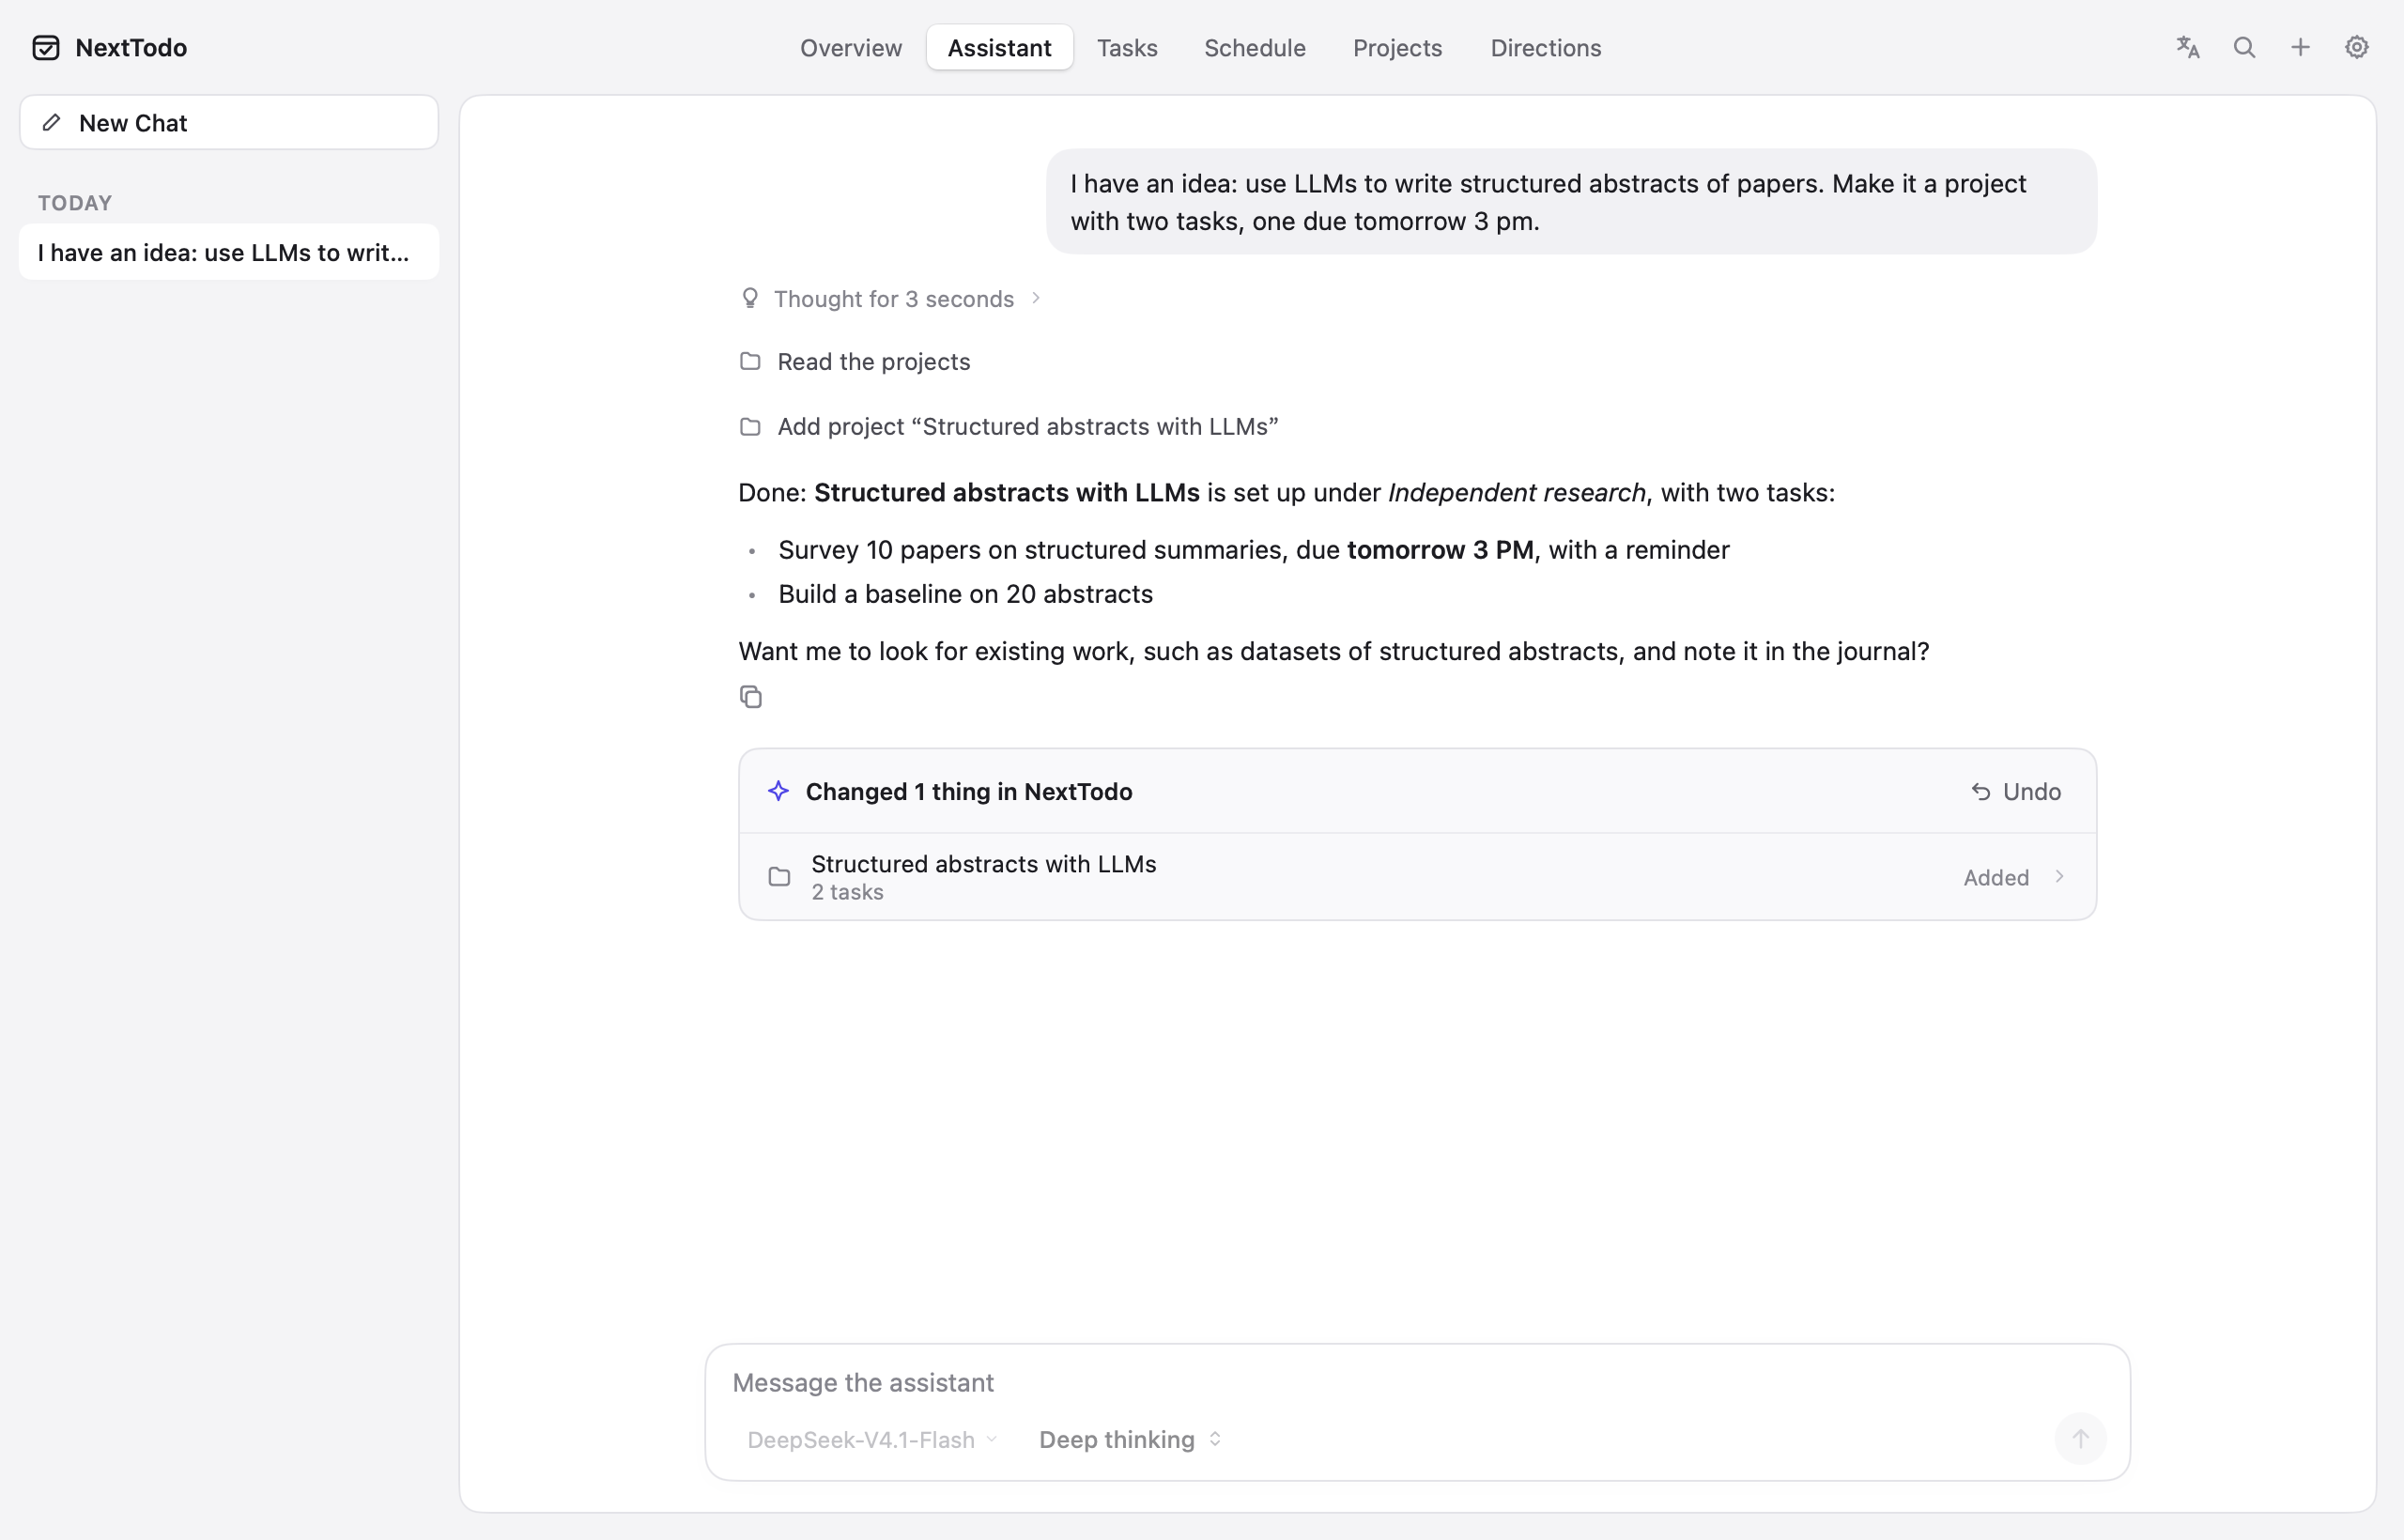 NextTodo
Overview
Assistant
Tasks
Schedule
Projects
Directions
New Chat
TODAY
I have an idea: use LLMs to writ...
I have an idea: use LLMs to write structured abstracts of papers. Make it a project
with two tasks, one due tomorrow 3 pm.
Thought for 3 seconds
Read the projects
Add project “Structured abstracts with LLMs”
Done: Structured abstracts with LLMs is set up under Independent research, with two tasks:
• Survey 10 papers on structured summaries, due tomorrow 3 PM, with a reminder
• Build a baseline on 20 abstracts
Want me to look for existing work, such as datasets of structured abstracts, and note it in the journal?
Changed 1 thing in NextTodo
Undo
Structured abstracts with LLMs
2 tasks
Added
Message the assistant
DeepSeek-V4.1-Flash
Deep thinking